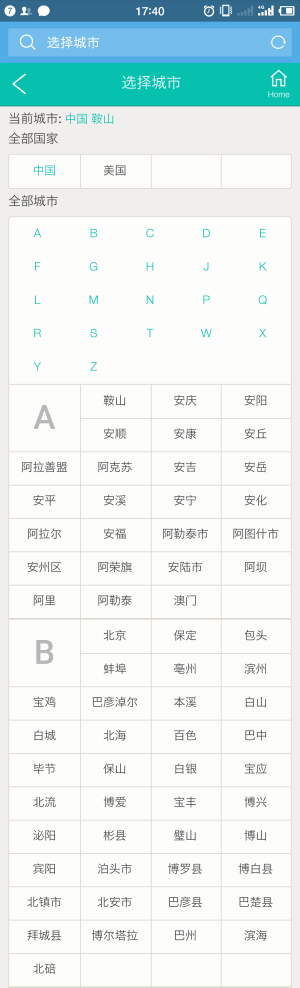 7 17:40 4G
选择城市
选择城市 Home
当前城市: 中国 鞍山
全部国家
中国 美国
全部城市
A B C D E
F G H J K
L M N P Q
R S T W X
Y Z
A 鞍山 安庆 安阳
安顺 安康 安丘
阿拉善盟 阿克苏 安吉 安岳
安平 安溪 安宁 安化
阿拉尔 安福 阿勒泰市 阿图什市
安州区 阿荣旗 安陆市 阿坝
阿里 阿勒泰 澳门
B 北京 保定 包头
蚌埠 亳州 滨州
宝鸡 巴彦淖尔 本溪 白山
白城 北海 百色 巴中
毕节 保山 白银 宝应
北流 博爱 宝丰 博兴
泌阳 彬县 璧山 博山
宾阳 泊头市 博罗县 博白县
北镇市 北安市 巴彦县 巴楚县
拜城县 博尔塔拉 巴州 滨海
北碚